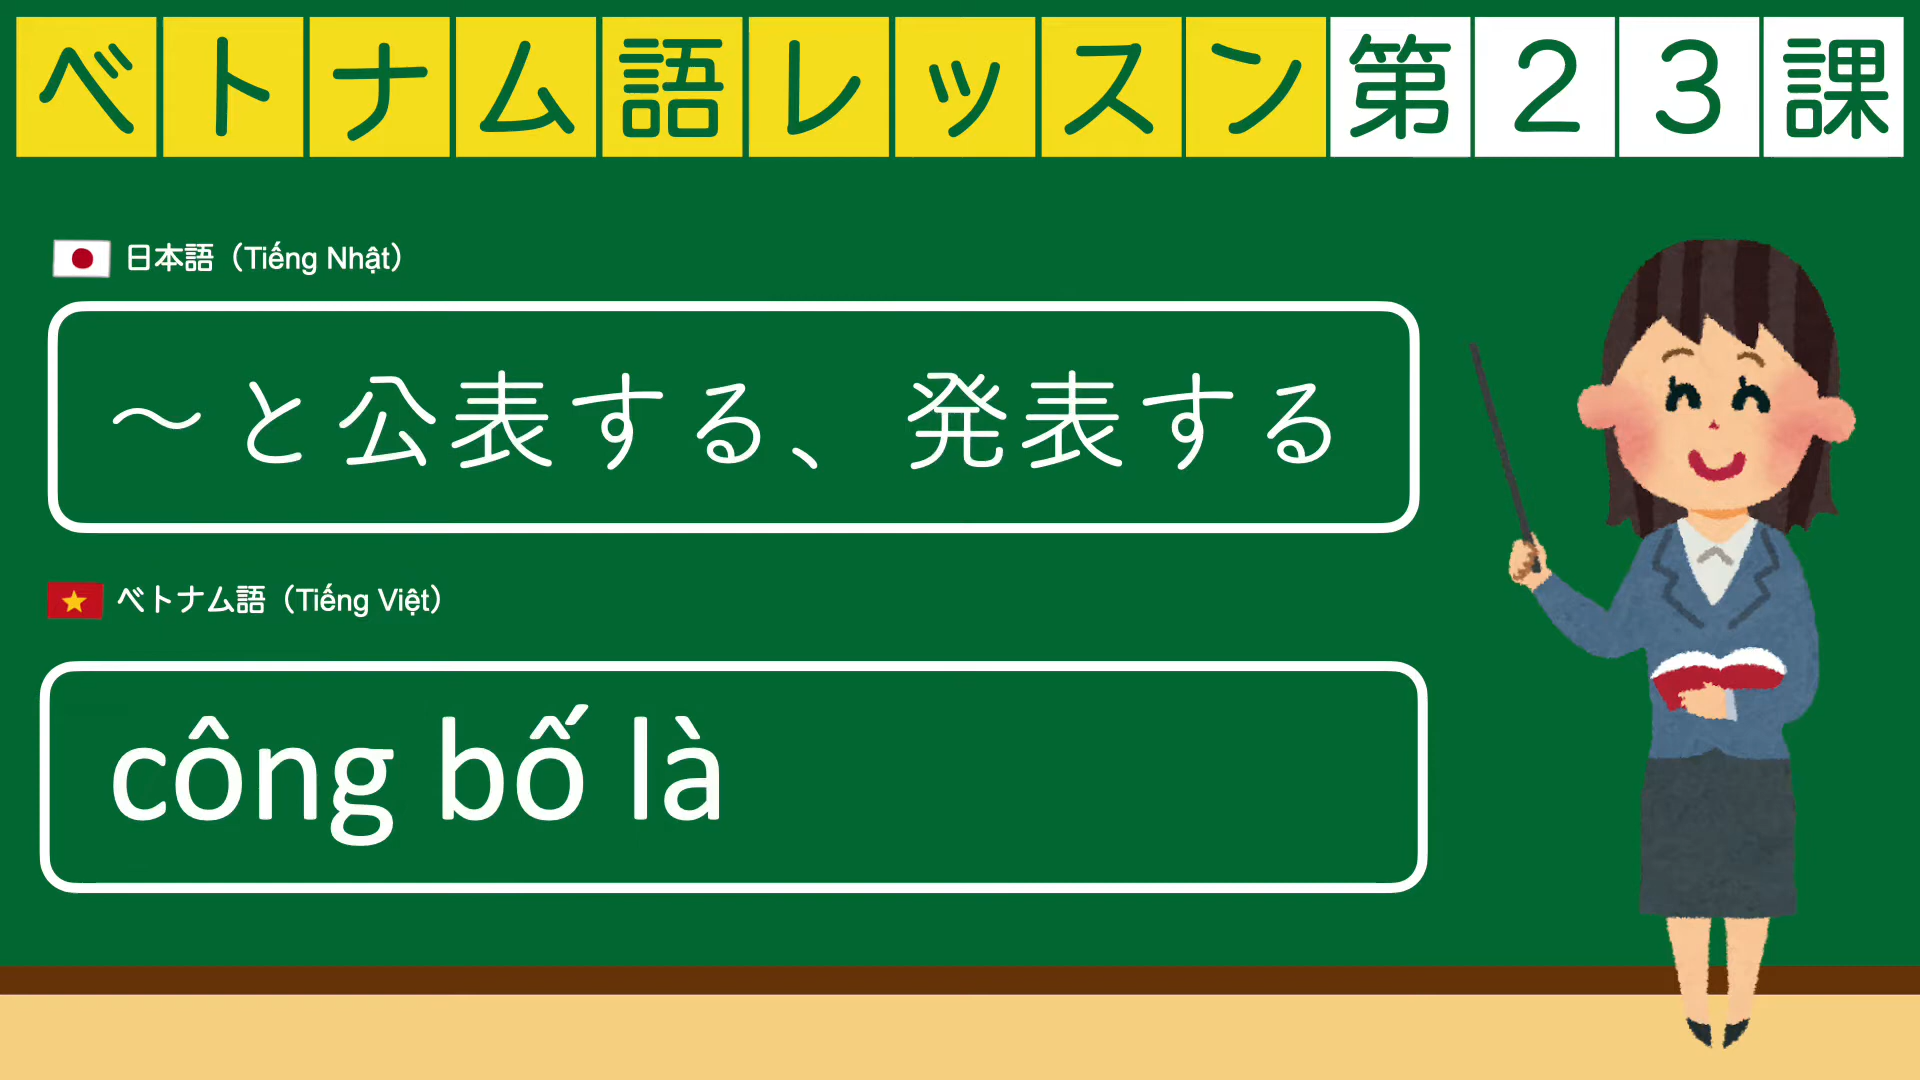 ベトナム語レッスン第２３課
日本語（Tiếng Nhật）
〜と公表する、発表する
ベトナム語（Tiếng Việt）
công bố là